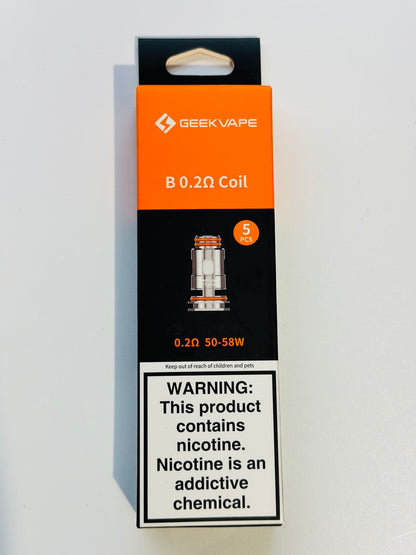 GEEKVAPE
B 0.2Ω Coil
5
PCS
0.2Ω 50-58W
Keep out of reach of children and pets
WARNING:
This product
contains
nicotine.
Nicotine is an
addictive
chemical.